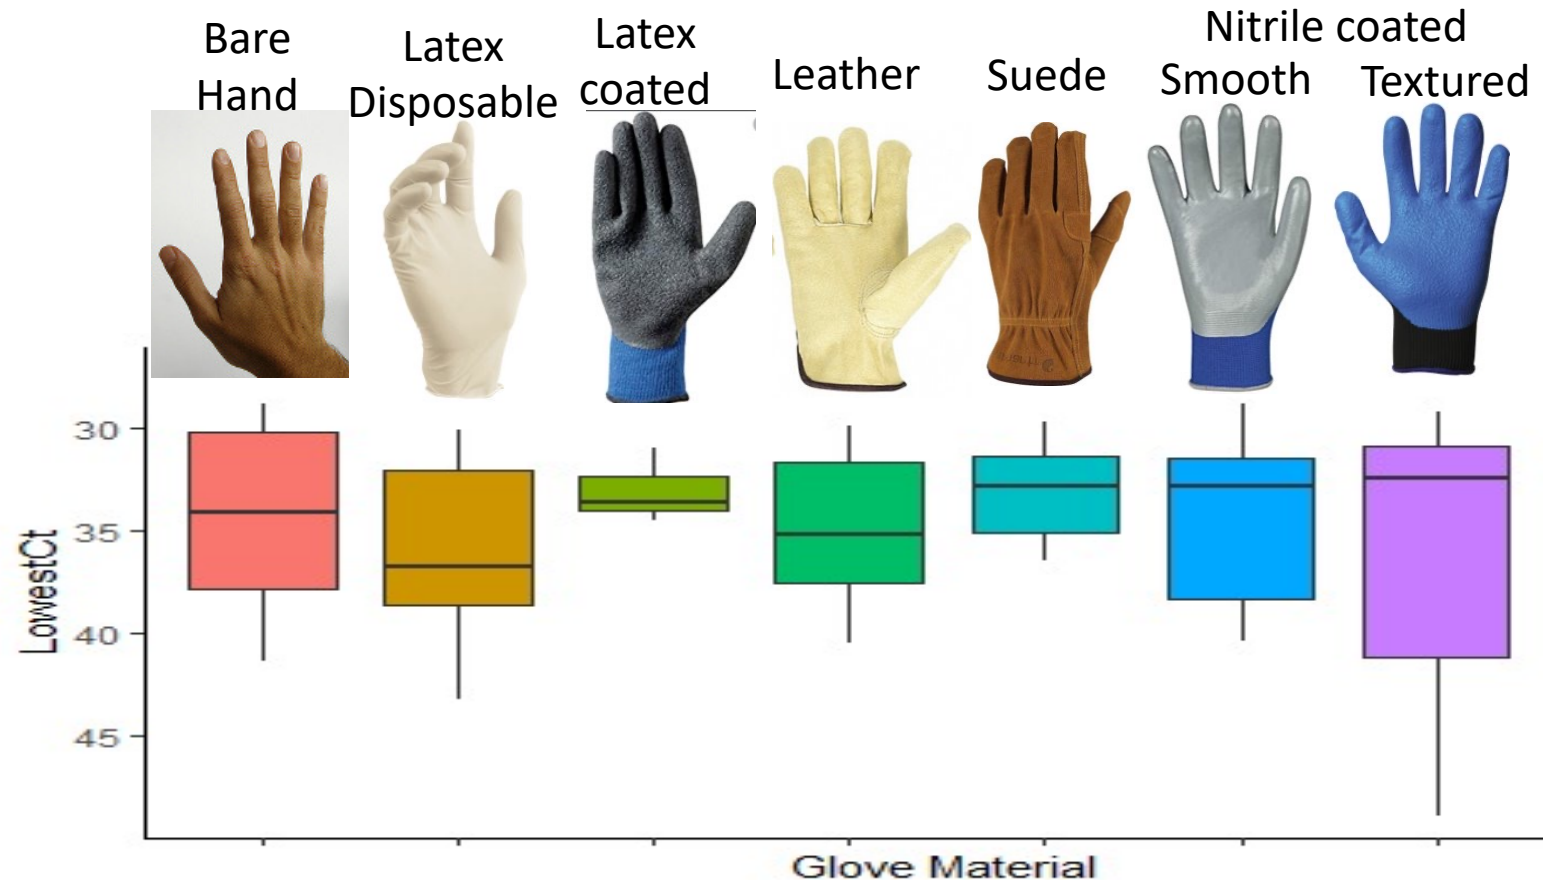 Bare
Hand
Latex
Disposable
Latex
coated
Leather
Suede
Nitrile coated
Smooth
Textured
30
35
40
45
LowestCt
Glove Material